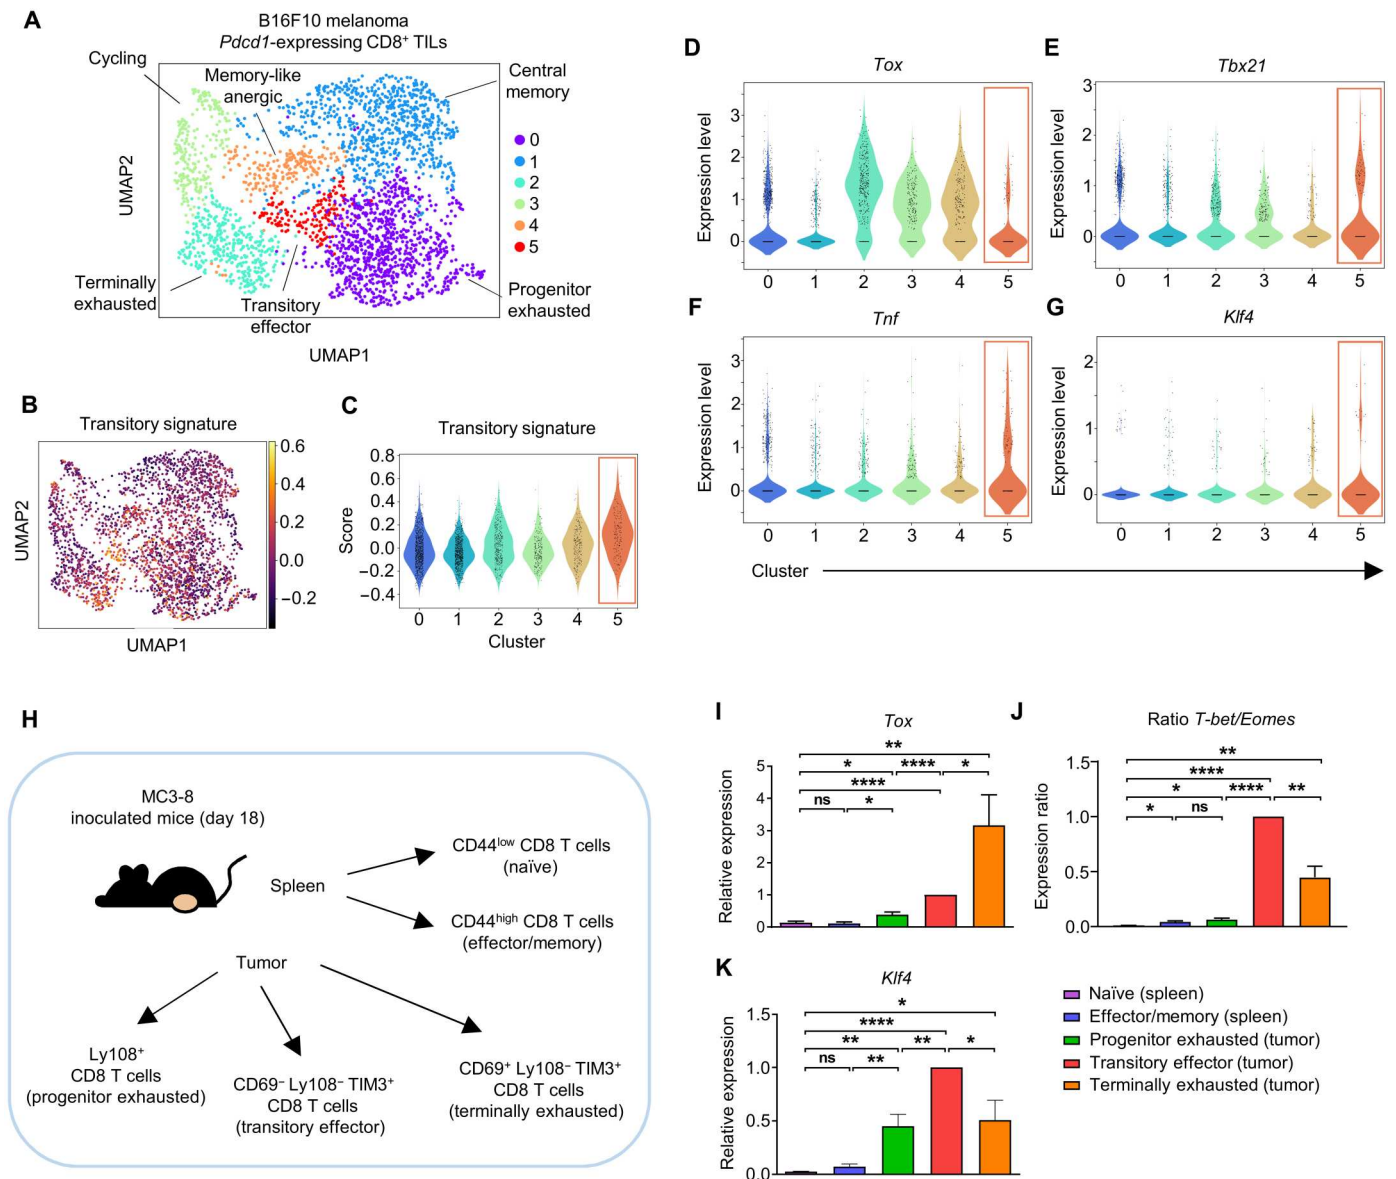 A
B16F10 melanoma
Pdcd1-expressing CD8+ TILs
Cycling
Memory-like
anergic
Central
memory
0
1
2
3
4
5
UMAP2
Terminally
exhausted
Transitory
effector
Progenitor
exhausted
UMAP1
B
Transitory signature
0.6
0.4
0.2
0.0
−0.2
UMAP2
UMAP1
C
Transitory signature
0.8
0.6
0.4
0.2
0.0
−0.2
−0.4
Score
0 1 2 3 4 5
Cluster
D
Tox
Expression level
3
2
1
0
0 1 2 3 4 5
E
Tbx21
Expression level
3
2
1
0
0 1 2 3 4 5
F
Tnf
Expression level
3
2
1
0
0 1 2 3 4 5
G
Klf4
Expression level
2
1
0
0 1 2 3 4 5
Cluster
H
MC3-8
inoculated mice (day 18)
Spleen
CD44low CD8 T cells
(naïve)
CD44high CD8 T cells
(effector/memory)
Tumor
Ly108+
CD8 T cells
(progenitor exhausted)
CD69− Ly108− TIM3+
CD8 T cells
(transitory effector)
CD69+ Ly108− TIM3+
CD8 T cells
(terminally exhausted)
I
Tox
Relative expression
5
4
3
2
1
0
**
* **** *
****
ns *
J
Ratio T-bet/Eomes
Expression ratio
1.5
1.0
0.5
0.0
**
****
* **** **
* ns
K
Klf4
Relative expression
1.5
1.0
0.5
0.0
*
****
** ** *
ns **
Naïve (spleen)
Effector/memory (spleen)
Progenitor exhausted (tumor)
Transitory effector (tumor)
Terminally exhausted (tumor)